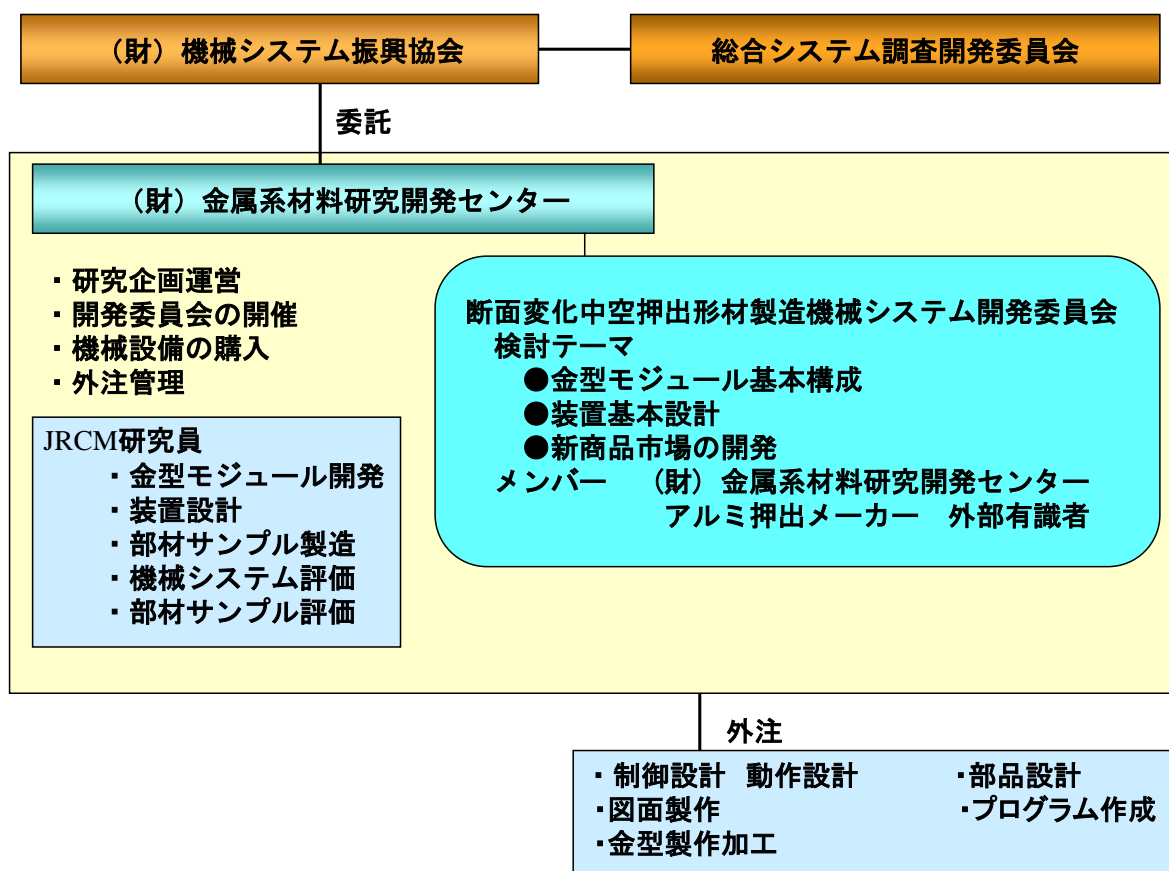 （財）機械システム振興協会
総合システム調査開発委員会
委託
（財）金属系材料研究開発センター
・研究企画運営
・開発委員会の開催
・機械設備の購入
・外注管理
JRCM研究員
・金型モジュール開発
・装置設計
・部材サンプル製造
・機械システム評価
・部材サンプル評価
断面変化中空押出形材製造機械システム開発委員会
検討テーマ
●金型モジュール基本構成
●装置基本設計
●新商品市場の開発
メンバー　（財）金属系材料研究開発センター
アルミ押出メーカー　外部有識者
外注
・制御設計　動作設計　・部品設計
・図面製作　・プログラム作成
・金型製作加工